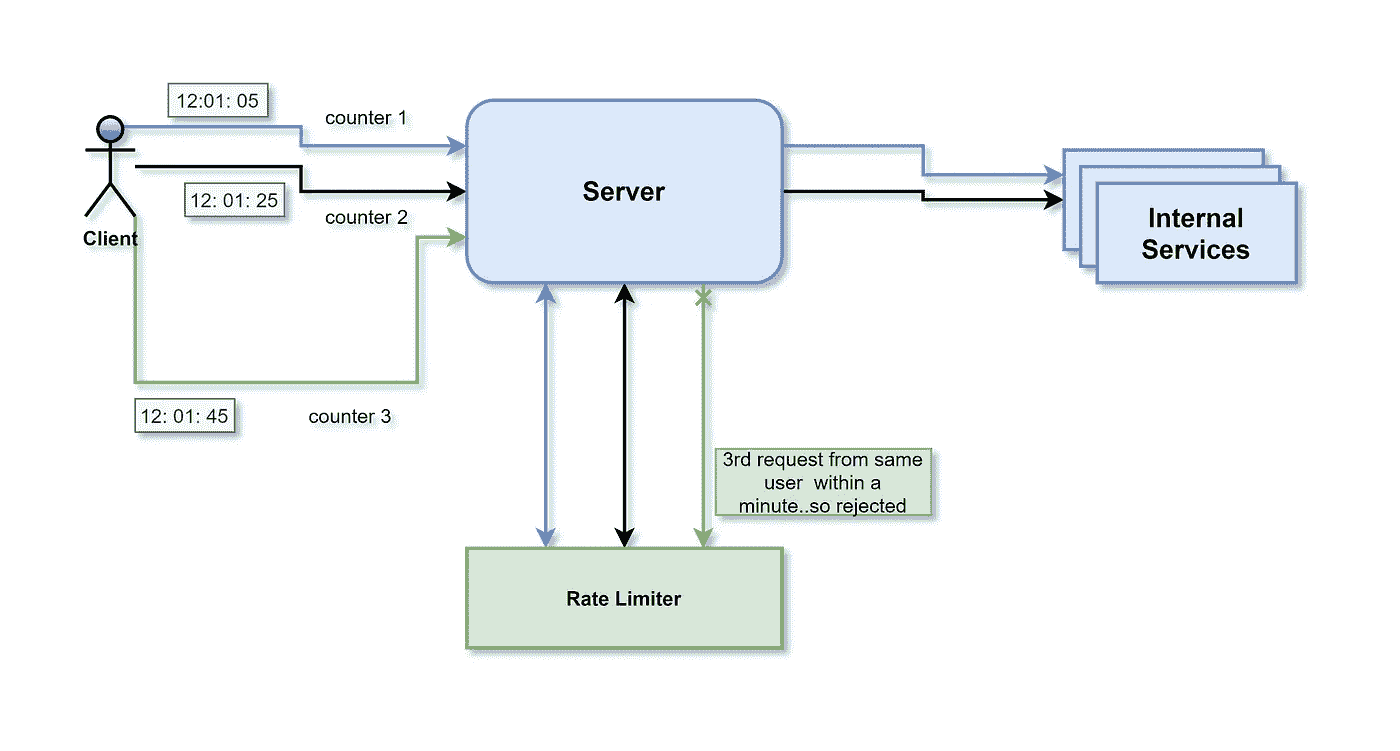 12:01: 05
counter 1
Server
12: 01: 25
counter 2
Client
Internal
Services
12: 01: 45
counter 3
3rd request from same
user within a
minute..so rejected
Rate Limiter